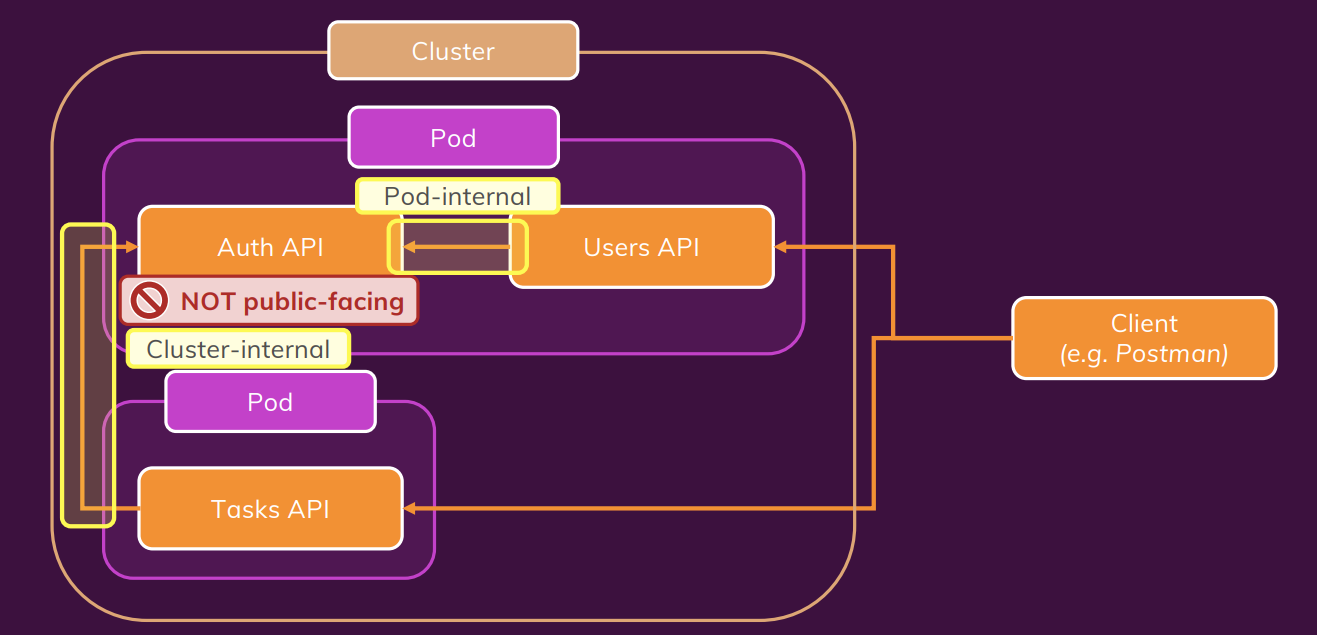 Cluster
Pod
Pod-internal
Auth API
Users API
NOT public-facing
Cluster-internal
Client
(e.g. Postman)
Pod
Tasks API